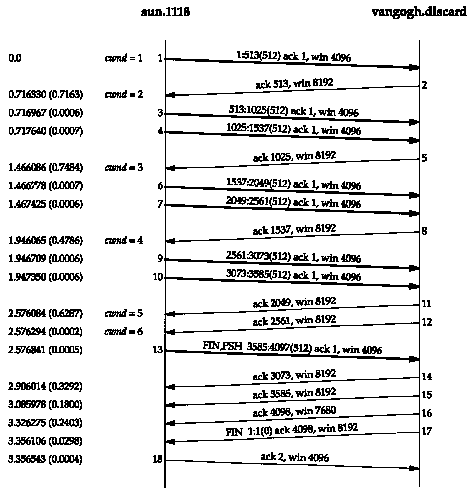 sun.1118 vangogh.discard
0.0 cwnd = 1 1 1:513(512) ack 1, win 4096
ack 513, win 8192 2
0.716330 (0.7163) cwnd = 2
0.716967 (0.0006) 3 513:1025(512) ack 1, win 4096
0.717640 (0.0007) 4 1025:1537(512) ack 1, win 4096
1.466086 (0.7484) cwnd = 3 ack 1025, win 8192 5
1.466778 (0.0007) 6 1537:2049(512) ack 1, win 4096
1.467425 (0.0006) 7 2049:2561(512) ack 1, win 4096
1.946065 (0.4786) cwnd = 4 ack 1537, win 8192 8
1.946709 (0.0006) 9 2561:3073(512) ack 1, win 4096
1.947350 (0.0006) 10 3073:3585(512) ack 1, win 4096
2.576084 (0.6287) cwnd = 5 ack 2049, win 8192 11
2.576294 (0.0002) cwnd = 6 ack 2561, win 8192 12
2.576841 (0.0005) 13 FIN,PSH 3585:4097(512) ack 1, win 4096
2.906014 (0.3292) ack 3073, win 8192 14
3.085978 (0.1800) ack 3585, win 8192 15
3.326275 (0.2403) ack 4098, win 7680 16
3.356106 (0.0298) FIN 1:1(0) ack 4098, win 8192 17
3.356543 (0.0004) 18 ack 2, win 4096